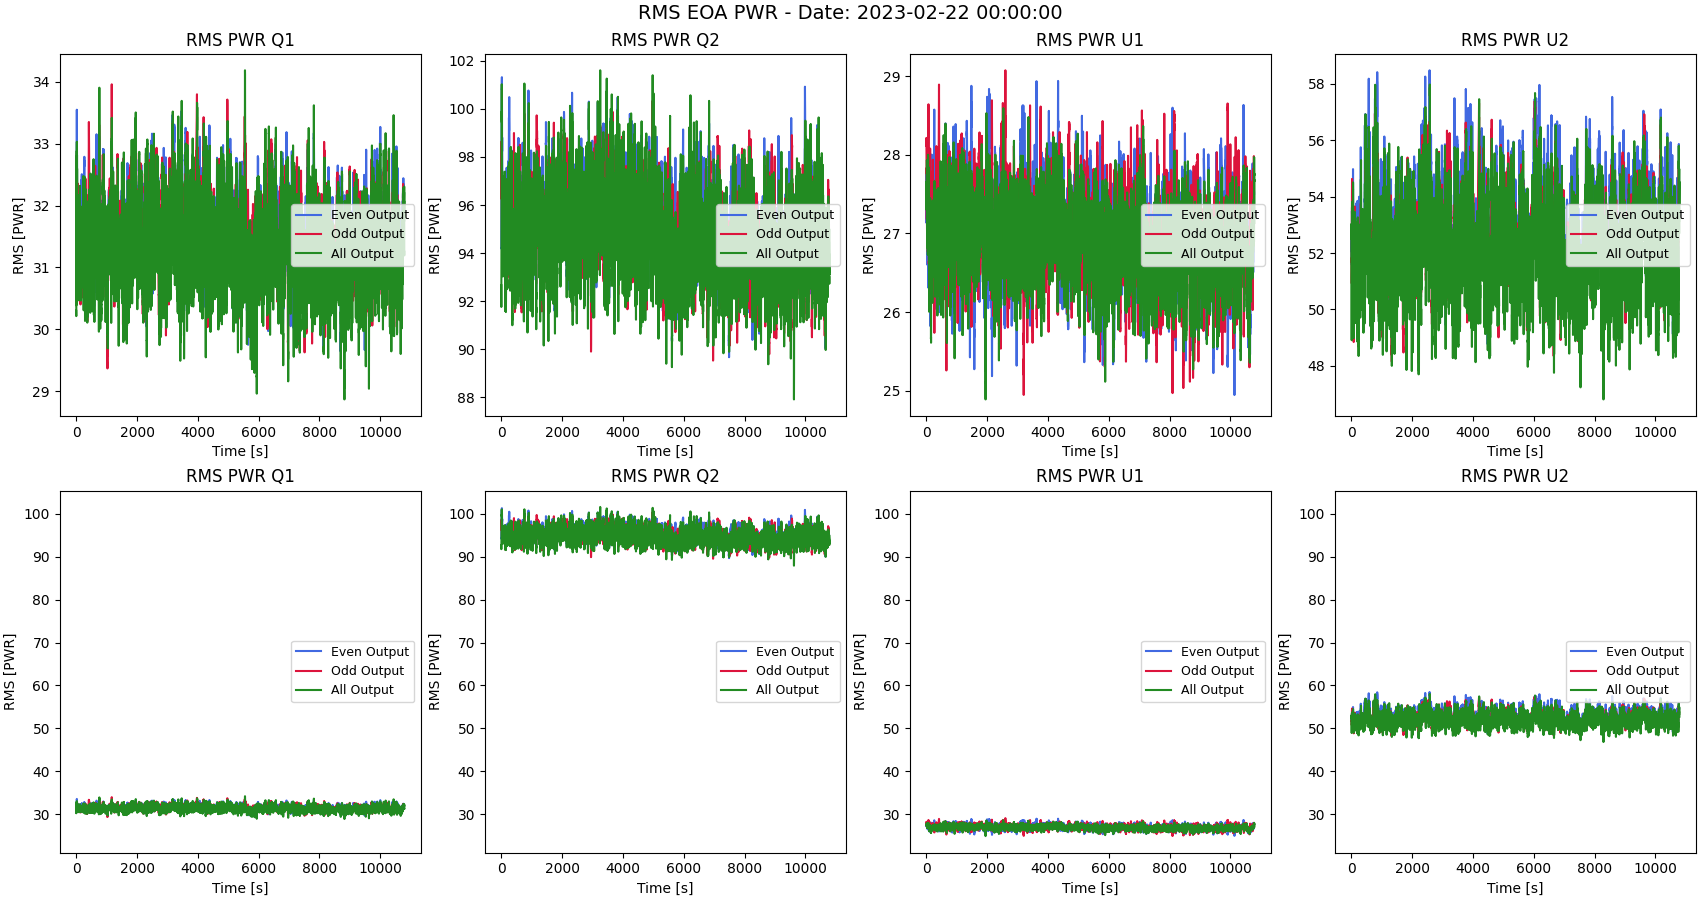 RMS EOA PWR - Date: 2023-02-22 00:00:00
RMS PWR Q1
RMS [PWR]
34
33
32
31
30
29
0 2000 4000 6000 8000 10000
Time [s]
Even Output
Odd Output
All Output
RMS PWR Q2
RMS [PWR]
102
100
98
96
94
92
90
88
0 2000 4000 6000 8000 10000
Time [s]
Even Output
Odd Output
All Output
RMS PWR U1
RMS [PWR]
29
28
27
26
25
0 2000 4000 6000 8000 10000
Time [s]
Even Output
Odd Output
All Output
RMS PWR U2
RMS [PWR]
58
56
54
52
50
48
0 2000 4000 6000 8000 10000
Time [s]
Even Output
Odd Output
All Output
RMS PWR Q1
RMS [PWR]
100
90
80
70
60
50
40
30
0 2000 4000 6000 8000 10000
Time [s]
Even Output
Odd Output
All Output
RMS PWR Q2
RMS [PWR]
100
90
80
70
60
50
40
30
0 2000 4000 6000 8000 10000
Time [s]
Even Output
Odd Output
All Output
RMS PWR U1
RMS [PWR]
100
90
80
70
60
50
40
30
0 2000 4000 6000 8000 10000
Time [s]
Even Output
Odd Output
All Output
RMS PWR U2
RMS [PWR]
100
90
80
70
60
50
40
30
0 2000 4000 6000 8000 10000
Time [s]
Even Output
Odd Output
All Output